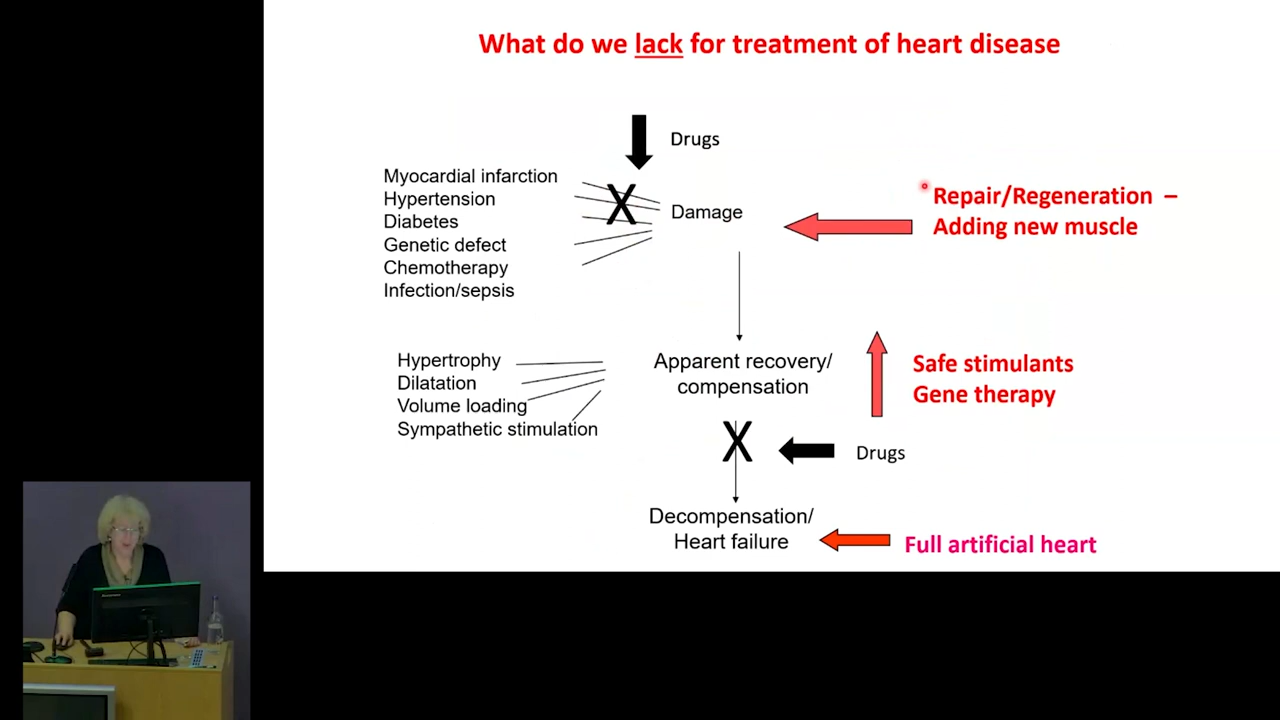 What do we lack for treatment of heart disease
Drugs
Myocardial infarction
Hypertension
Diabetes
Genetic defect
Chemotherapy
Infection/sepsis
X
Damage
Repair/Regeneration –
Adding new muscle
Hypertrophy
Dilatation
Volume loading
Sympathetic stimulation
Apparent recovery/
compensation
Safe stimulants
Gene therapy
X
Drugs
Decompensation/
Heart failure
Full artificial heart